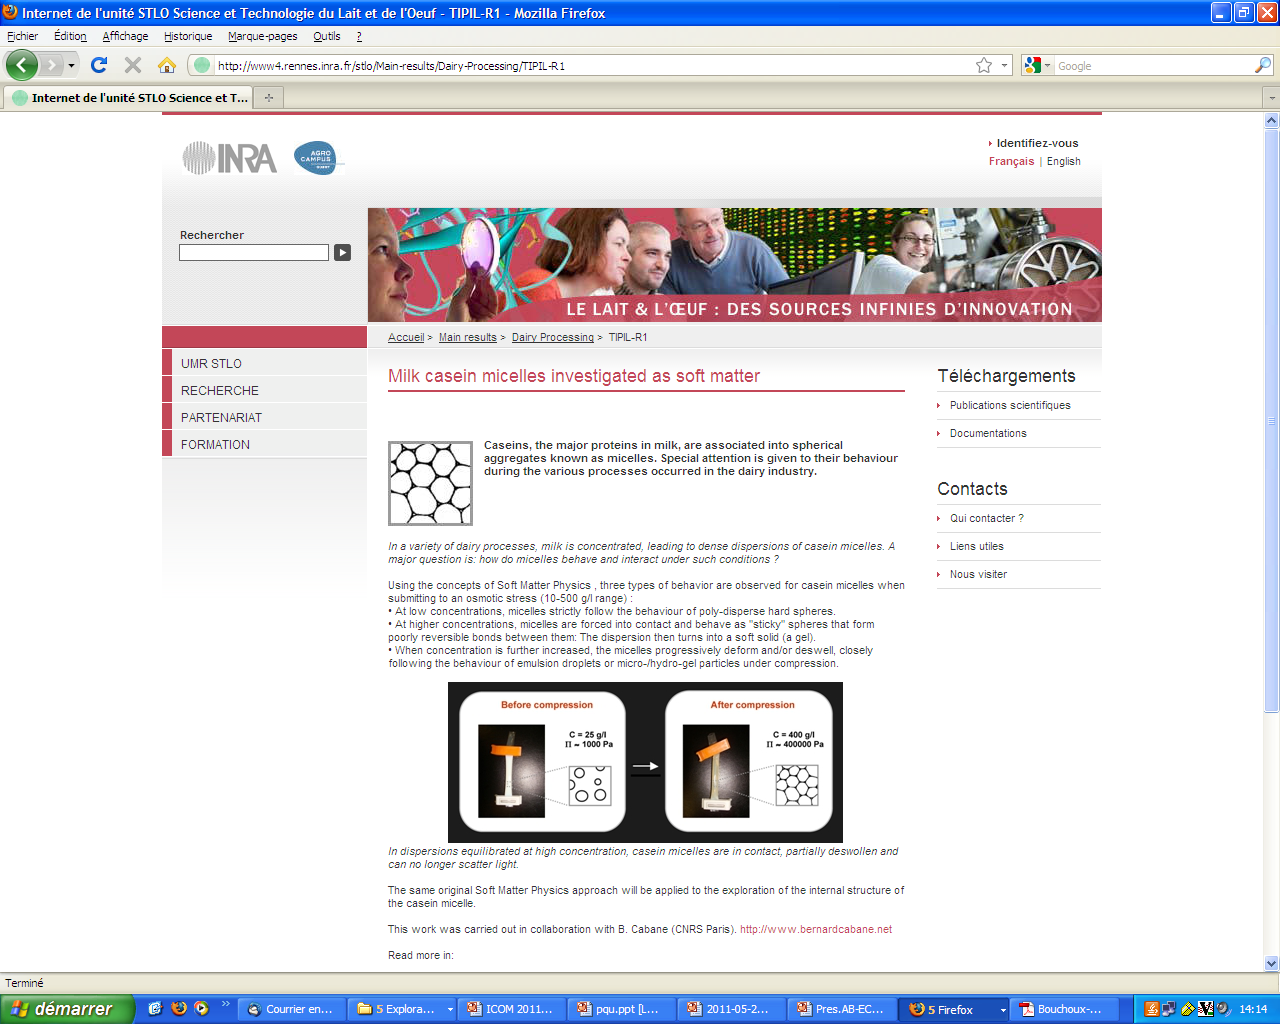 Internet de l'unité STLO Science et Technologie du Lait et de l'Oeuf - TIPIL-R1 - Mozilla Firefox
Fichier Édition Affichage Historique Marque-pages Outils ?
http://www4.rennes.inra.fr/stlo/Main-results/Dairy-Processing/TIPIL-R1
Google
Internet de l'unité STLO Science et T...
INRA
AGRO CAMPUS OUEST
Identifiez-vous
Français | English
Rechercher
LE LAIT & L'ŒUF : DES SOURCES INFINIES D'INNOVATION
Accueil > Main results > Dairy Processing > TIPIL-R1
UMR STLO
RECHERCHE
PARTENARIAT
FORMATION
Milk casein micelles investigated as soft matter
Caseins, the major proteins in milk, are associated into spherical
aggregates known as micelles. Special attention is given to their behaviour
during the various processes occurred in the dairy industry.
In a variety of dairy processes, milk is concentrated, leading to dense dispersions of casein micelles. A
major question is: how do micelles behave and interact under such conditions ?
Using the concepts of Soft Matter Physics , three types of behavior are observed for casein micelles when
submitting to an osmotic stress (10-500 g/l range) :
• At low concentrations, micelles strictly follow the behaviour of poly-disperse hard spheres.
• At higher concentrations, micelles are forced into contact and behave as "sticky" spheres that form
poorly reversible bonds between them: The dispersion then turns into a soft solid (a gel).
• When concentration is further increased, the micelles progressively deform and/or deswell, closely
following the behaviour of emulsion droplets or micro-/hydro-gel particles under compression.
Before compression
C = 25 g/l
Π ~ 1000 Pa
After compression
C = 400 g/l
Π ~ 400000 Pa
In dispersions equilibrated at high concentration, casein micelles are in contact, partially deswollen and
can no longer scatter light.
The same original Soft Matter Physics approach will be applied to the exploration of the internal structure of
the casein micelle.
This work was carried out in collaboration with B. Cabane (CNRS Paris). http://www.bernardcabane.net
Read more in:
Téléchargements
Publications scientifiques
Documentations
Contacts
Qui contacter ?
Liens utiles
Nous visiter
Terminé
démarrer
Courrier en...
5 Explora...
ICOM 2011...
pqu.ppt [L...
2011-05-2...
Pres.AB-EC...
5 Firefox
Bouchoux-...
14:14